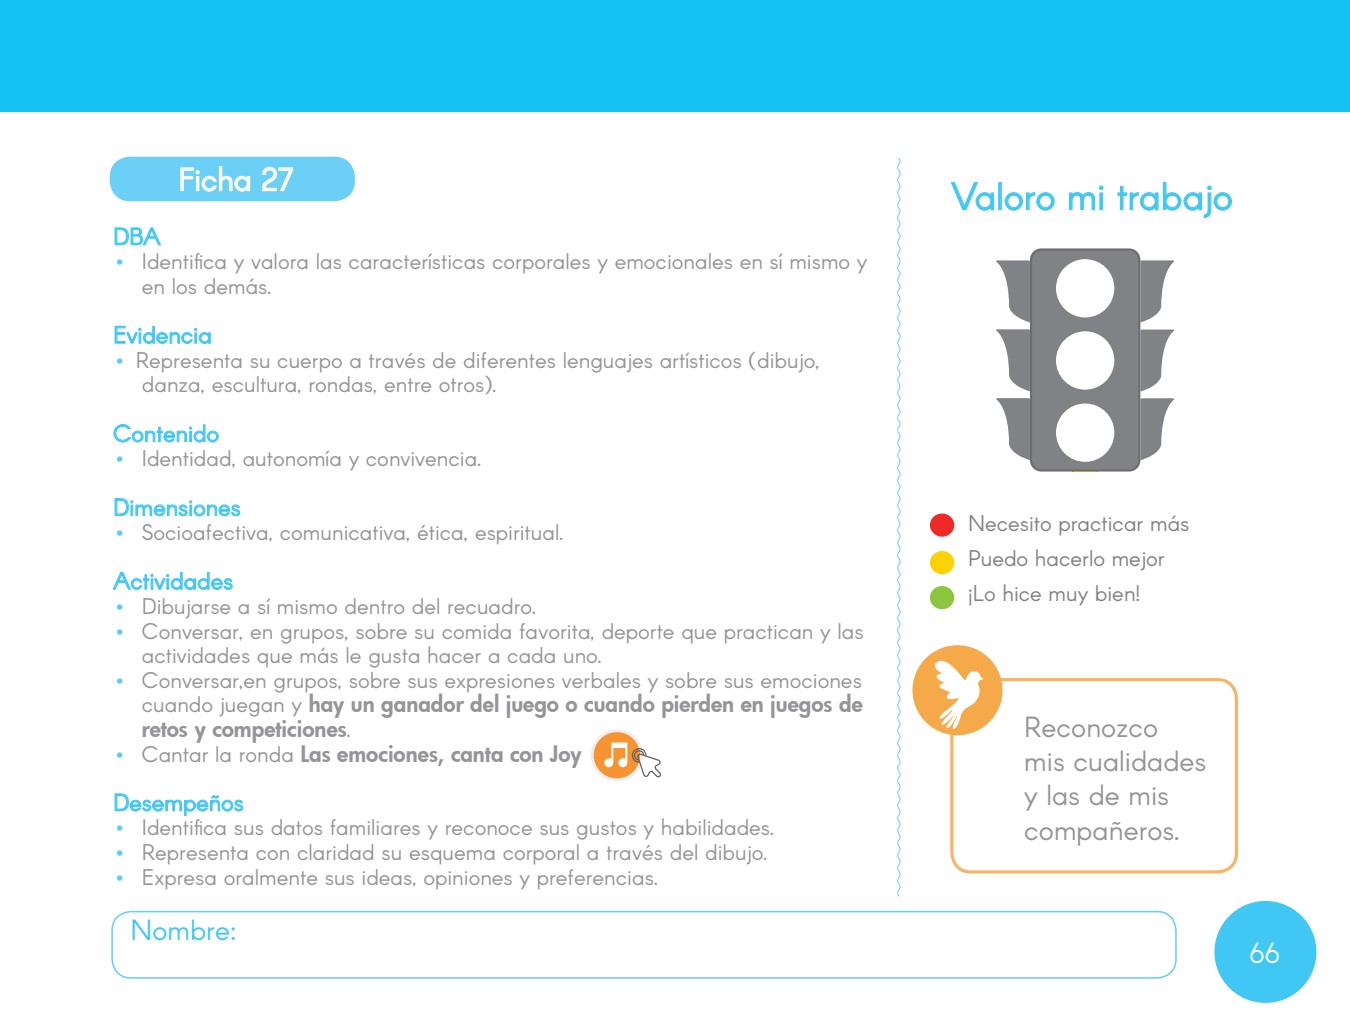 Ficha 27
DBA
• Identifica y valora las características corporales y emocionales en sí mismo y
en los demás.
Evidencia
• Representa su cuerpo a través de diferentes lenguajes artísticos (dibujo,
danza, escultura, rondas, entre otros).
Contenido
• Identidad, autonomía y convivencia.
Dimensiones
• Socioafectiva, comunicativa, ética, espiritual.
Actividades
• Dibujarse a sí mismo dentro del recuadro.
• Conversar, en grupos, sobre su comida favorita, deporte que practican y las
actividades que más le gusta hacer a cada uno.
• Conversar,en grupos, sobre sus expresiones verbales y sobre sus emociones
cuando juegan y hay un ganador del juego o cuando pierden en juegos de
retos y competiciones.
• Cantar la ronda Las emociones, canta con Joy
Desempeños
• Identifica sus datos familiares y reconoce sus gustos y habilidades.
• Representa con claridad su esquema corporal a través del dibujo.
• Expresa oralmente sus ideas, opiniones y preferencias.
Valoro mi trabajo
Necesito practicar más
Puedo hacerlo mejor
¡Lo hice muy bien!
Reconozco
mis cualidades
y las de mis
compañeros.
Nombre:
66